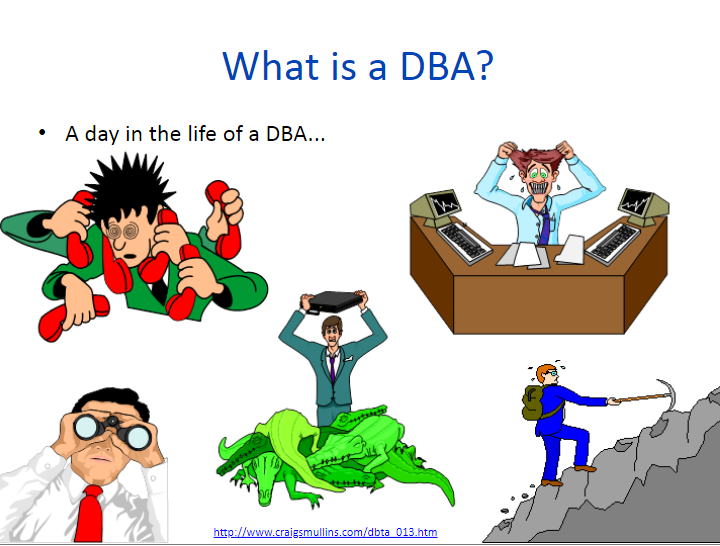 What is a DBA?
• A day in the life of a DBA...
http://www.craigsmullins.com/dbta_013.htm